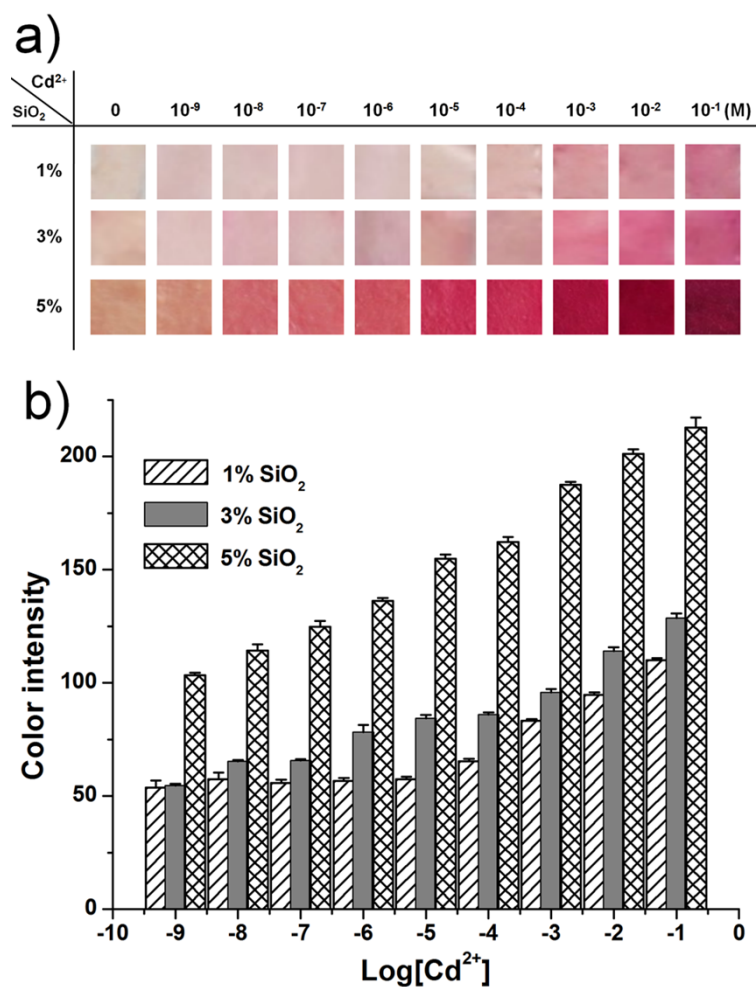 a)
Cd²⁺
SiO₂ 0 10⁻⁹ 10⁻⁸ 10⁻⁷ 10⁻⁶ 10⁻⁵ 10⁻⁴ 10⁻³ 10⁻² 10⁻¹ (M)
1%
3%
5%
b)
200
150
100
50
0
Color intensity
1% SiO₂
3% SiO₂
5% SiO₂
-10 -9 -8 -7 -6 -5 -4 -3 -2 -1 0
Log[Cd²⁺]